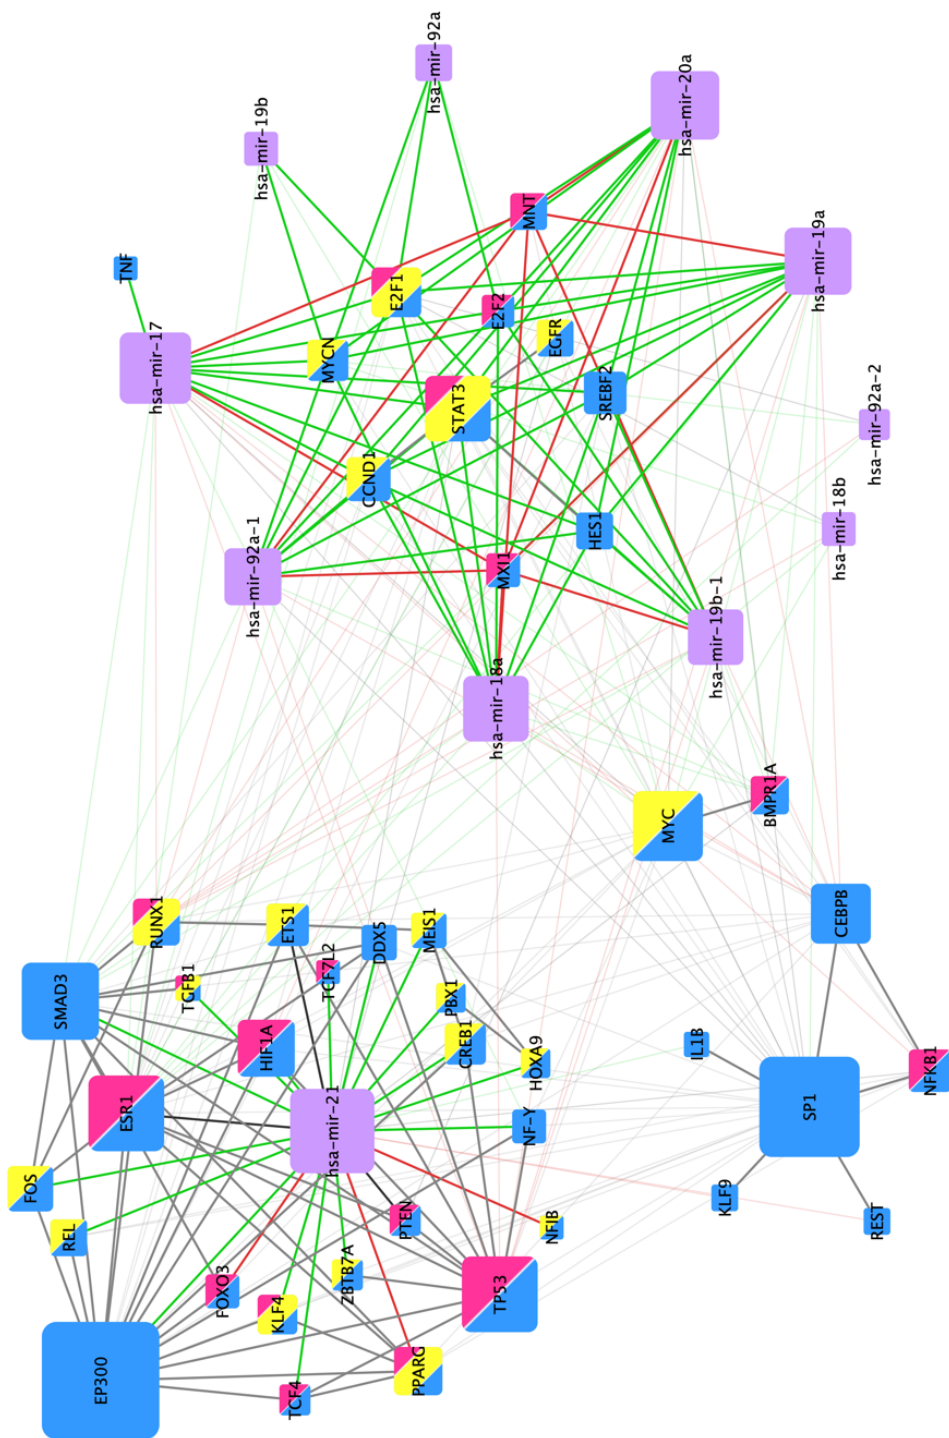 hsa-mir-92a
hsa-mir-19b
hsa-mir-20a
MNT
TNF
hsa-mir-19a
E2F1
E2F2
EGFR
MYCN
hsa-mir-17
STAT3
SREBF2
hsa-mir-92a-2
CCND1
HES1
hsa-mir-18b
MXI1
hsa-mir-92a-1
hsa-mir-19b-1
hsa-mir-18a
BMPR1A
MYC
CEBPB
RUNX1
ETS1
DDX5
MEIS1
TCF7L2
TGFB1
SMAD3
PBX1
HIF1A
CREB1
IL1B
HOXA9
NFKB1
SP1
ESR1
hsa-mir-21
NF-Y
FOS
KLF9
REST
PTEN
NFIB
REL
ZBTB7A
FOXO3
TP53
KLF4
PPARG
EP300
TCF4